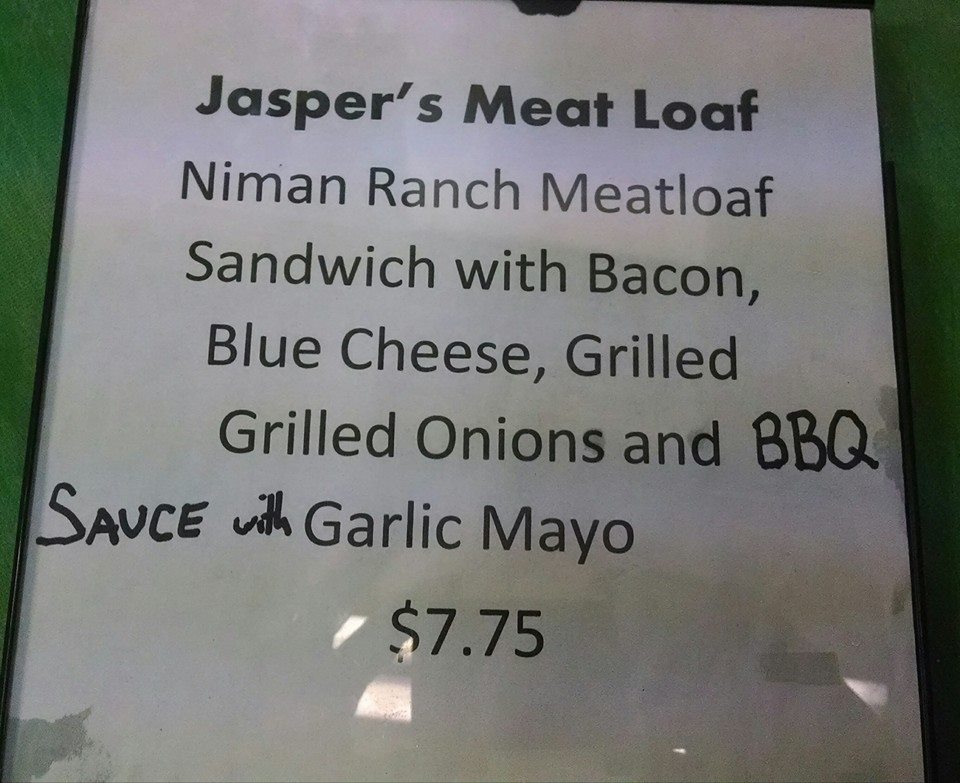 Jasper's Meat Loaf
Niman Ranch Meatloaf
Sandwich with Bacon,
Blue Cheese, Grilled
Grilled Onions and BBQ
SAUCE with Garlic Mayo
$7.75